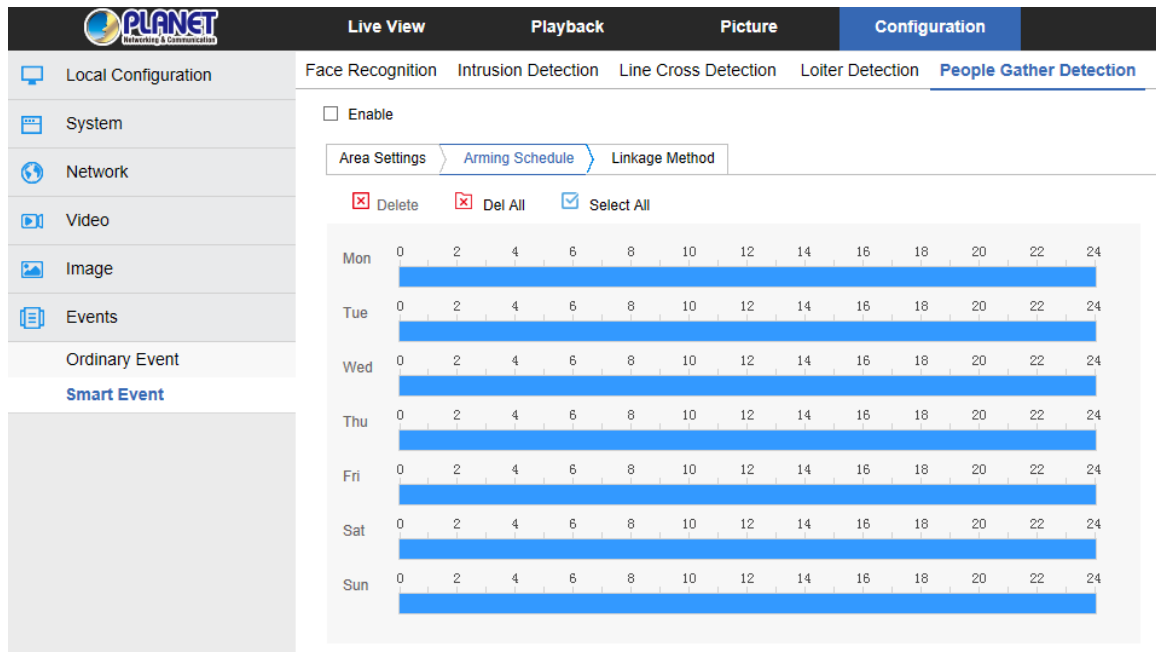 PLANET
Networking & Communication
Live View Playback Picture Configuration
Local Configuration
System
Network
Video
Image
Events
Ordinary Event
Smart Event
Face Recognition Intrusion Detection Line Cross Detection Loiter Detection People Gather Detection
Enable
Area Settings Arming Schedule Linkage Method
Delete Del All Select All
Mon 0 2 4 6 8 10 12 14 16 18 20 22 24
Tue 0 2 4 6 8 10 12 14 16 18 20 22 24
Wed 0 2 4 6 8 10 12 14 16 18 20 22 24
Thu 0 2 4 6 8 10 12 14 16 18 20 22 24
Fri 0 2 4 6 8 10 12 14 16 18 20 22 24
Sat 0 2 4 6 8 10 12 14 16 18 20 22 24
Sun 0 2 4 6 8 10 12 14 16 18 20 22 24